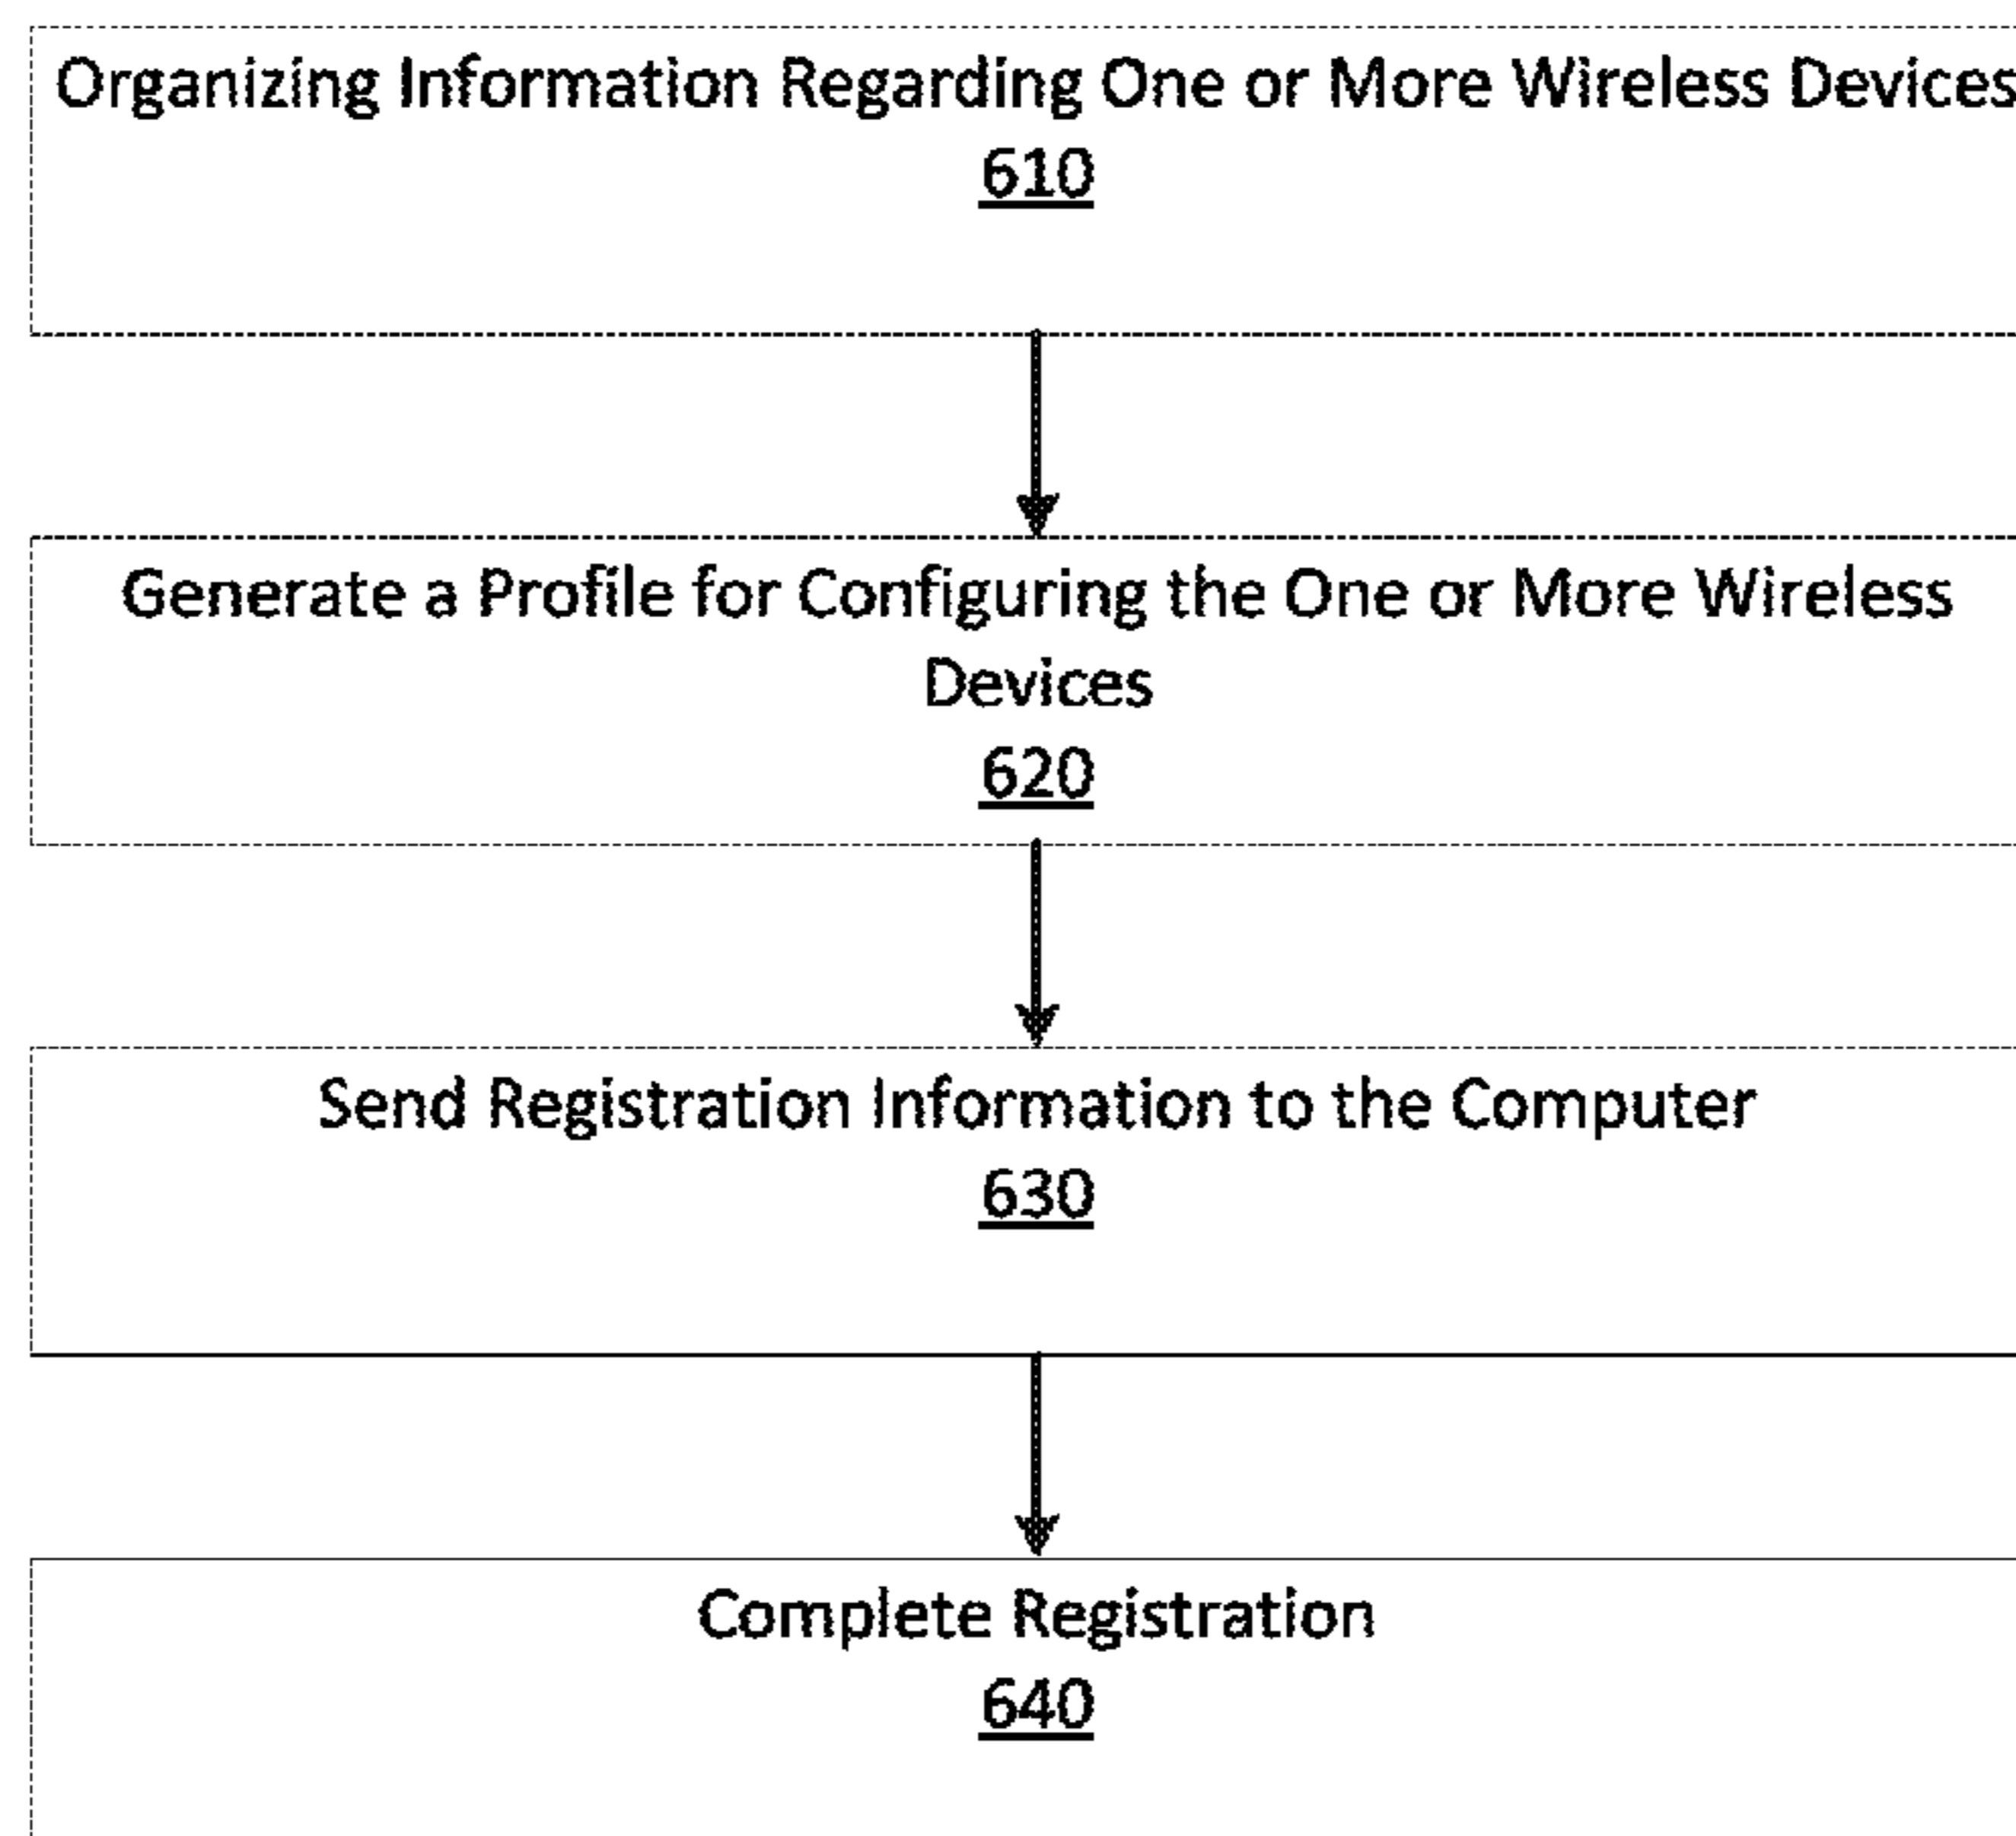 Organizing Information Regarding One or More Wireless Devices
610
Generate a Profile for Configuring the One or More Wireless
Devices
620
Send Registration Information to the Computer
630
Complete Registration
640